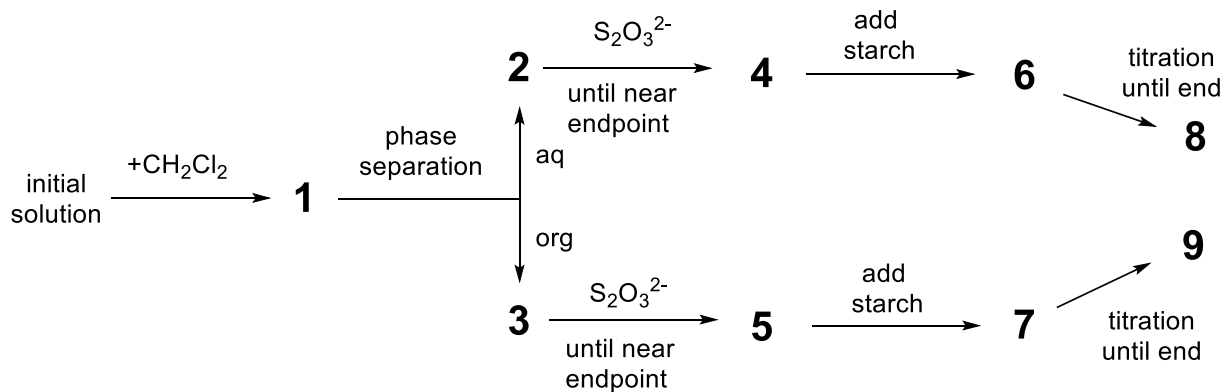 initial
solution
+CH₂Cl₂
1
phase
separation
aq
org
2
S₂O₃²⁻
until near
endpoint
4
add
starch
6
titration
until end
8
3
S₂O₃²⁻
until near
endpoint
5
add
starch
7
titration
until end
9